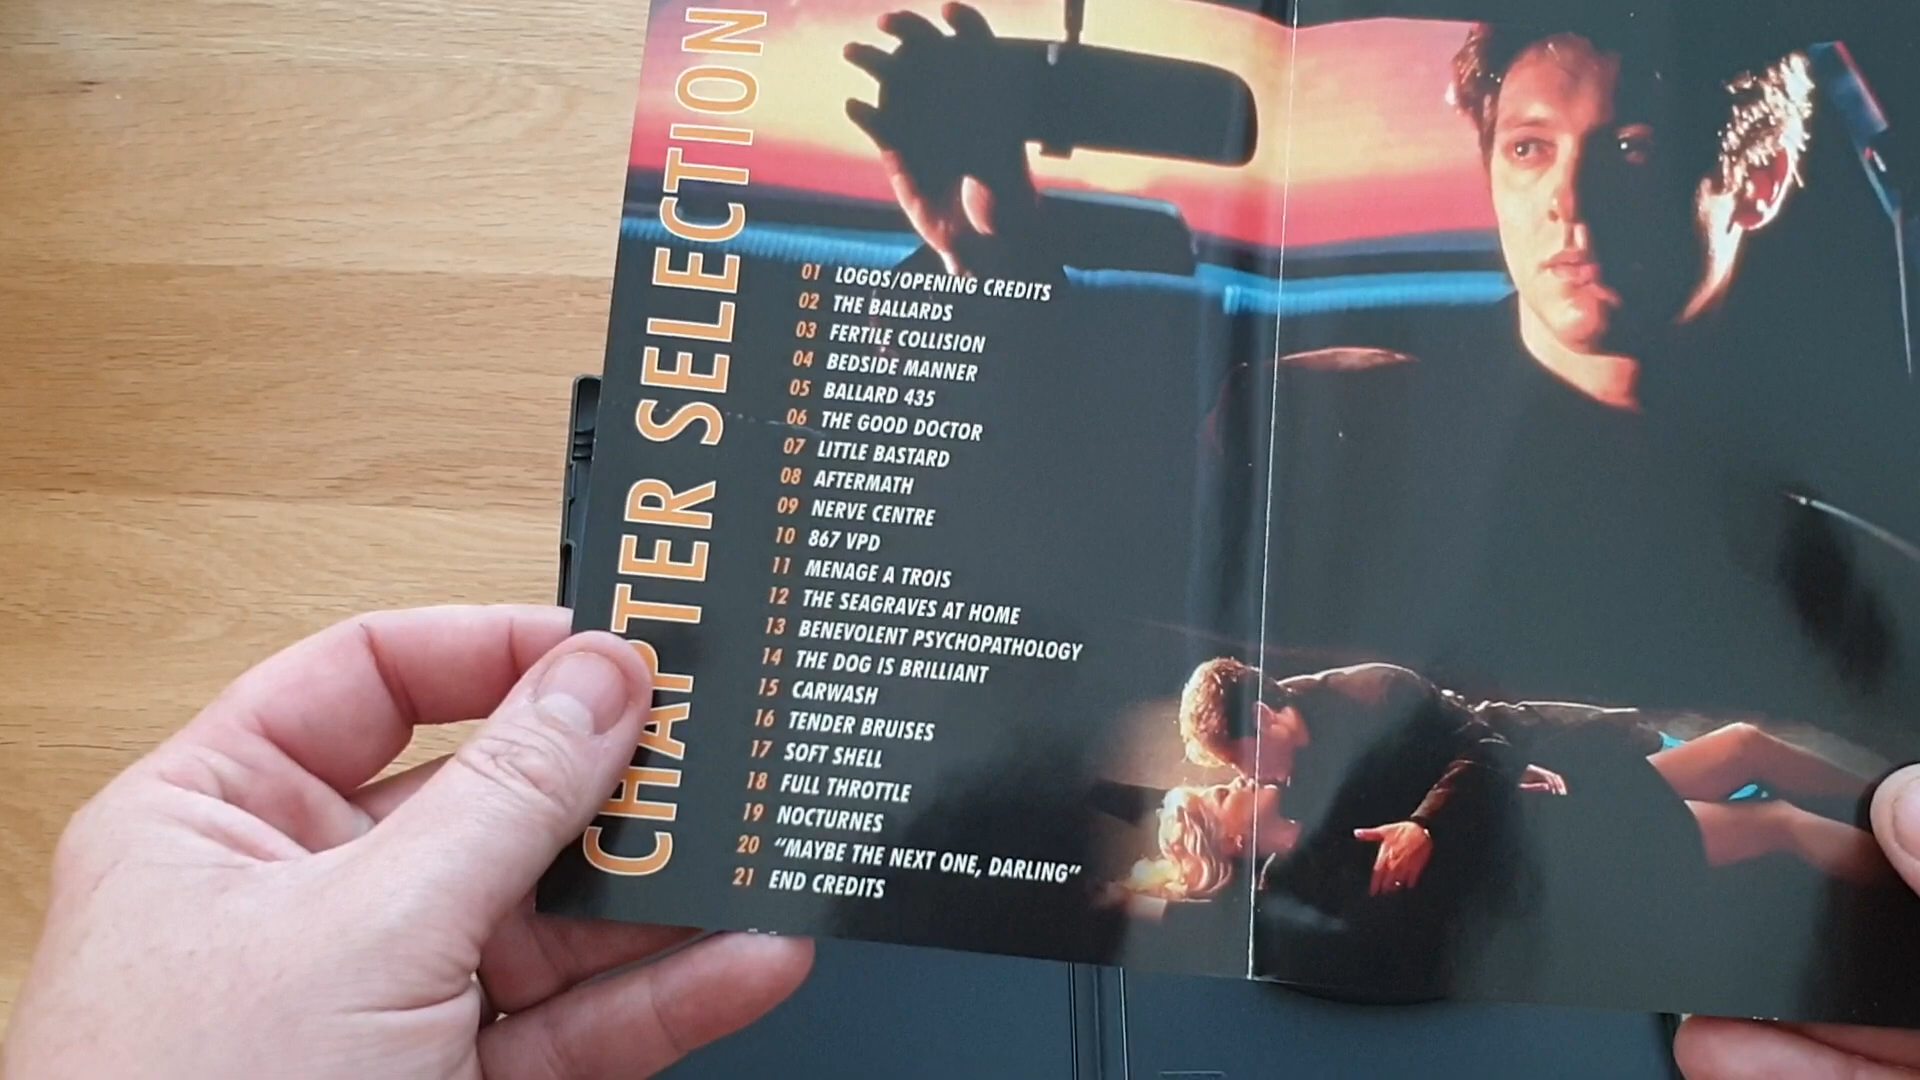 CHAPTER SELECTION
01 LOGOS/OPENING CREDITS
02 THE BALLARDS
03 FERTILE COLLISION
04 BEDSIDE MANNER
05 BALLARD 435
06 THE GOOD DOCTOR
07 LITTLE BASTARD
08 AFTERMATH
09 NERVE CENTRE
10 867 VPD
11 MENAGE A TROIS
12 THE SEAGRAVES AT HOME
13 BENEVOLENT PSYCHOPATHOLOGY
14 THE DOG IS BRILLIANT
15 CARWASH
16 TENDER BRUISES
17 SOFT SHELL
18 FULL THROTTLE
19 NOCTURNES
20 "MAYBE THE NEXT ONE, DARLING"
21 END CREDITS